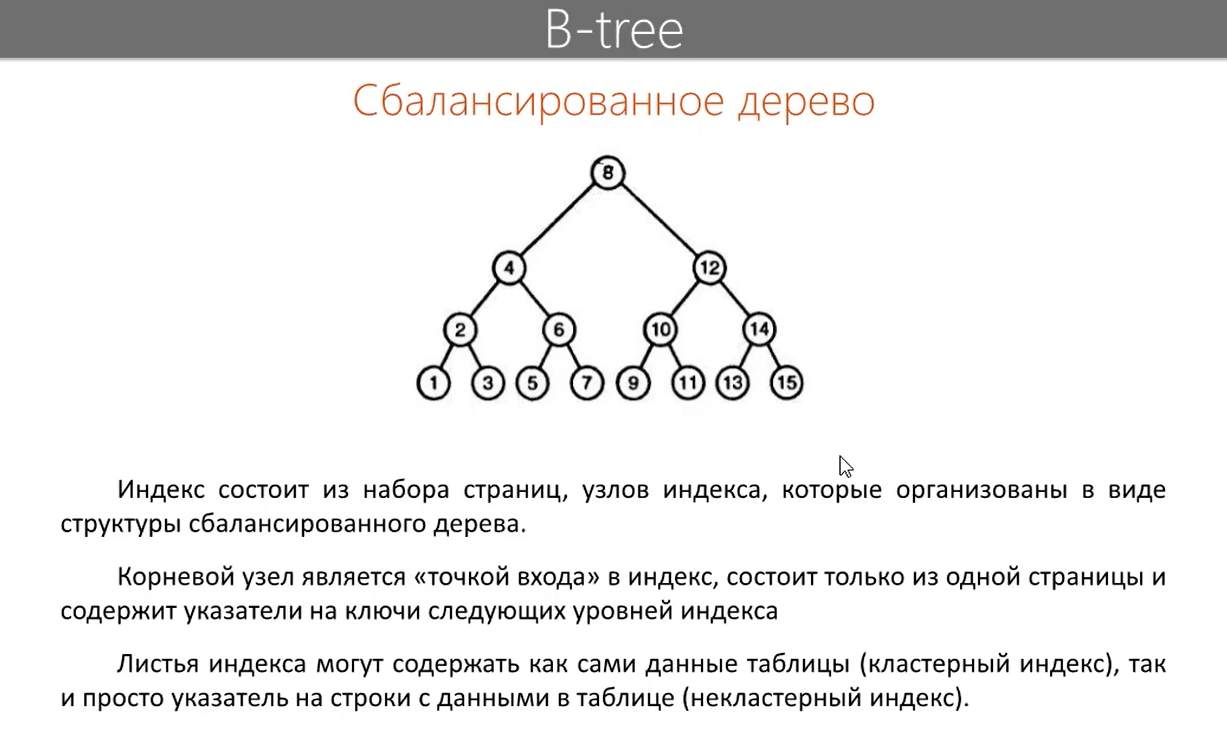 B-tree
Сбалансированное дерево
8
4 12
2 6 10 14
1 3 5 7 9 11 13 15
Индекс состоит из набора страниц, узлов индекса, которые организованы в виде
структуры сбалансированного дерева.
Корневой узел является «точкой входа» в индекс, состоит только из одной страницы и
содержит указатели на ключи следующих уровней индекса
Листья индекса могут содержать как сами данные таблицы (кластерный индекс), так
и просто указатель на строки с данными в таблице (некластерный индекс).